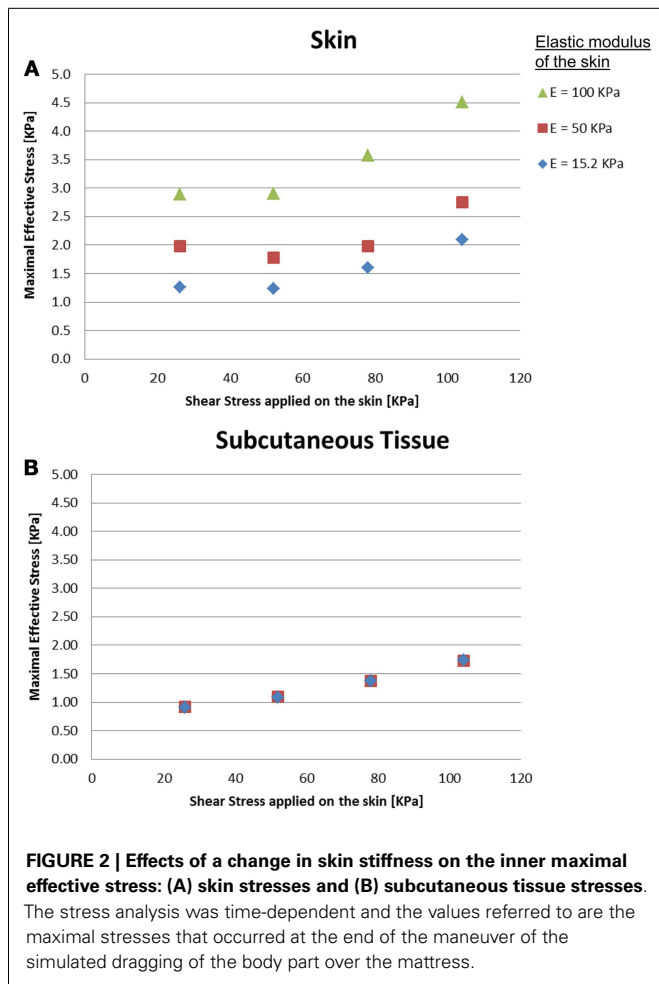 Skin
A
Elastic modulus
of the skin
E = 100 KPa
E = 50 KPa
E = 15.2 KPa
Maximal Effective Stress [KPa]
5.0
4.5
4.0
3.5
3.0
2.5
2.0
1.5
1.0
0.5
0.0
0 20 40 60 80 100 120
Shear Stress applied on the skin [KPa]
Subcutaneous Tissue
B
Maximal Effective Stress [KPa]
5.00
4.50
4.00
3.50
3.00
2.50
2.00
1.50
1.00
0.50
0.00
0 20 40 60 80 100 120
Shear Stress applied on the skin [KPa]
FIGURE 2 | Effects of a change in skin stiffness on the inner maximal
effective stress: (A) skin stresses and (B) subcutaneous tissue stresses.
The stress analysis was time-dependent and the values referred to are the
maximal stresses that occurred at the end of the maneuver of the
simulated dragging of the body part over the mattress.